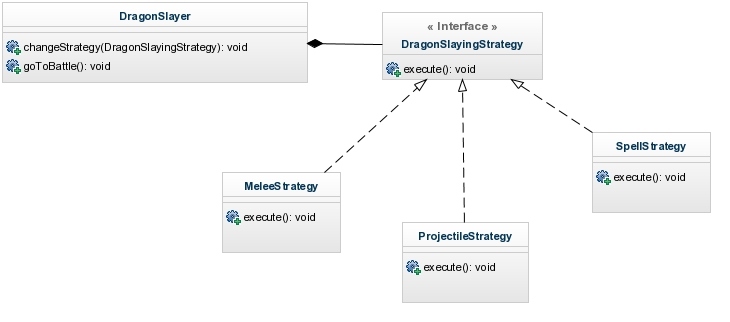 DragonSlayer
changeStrategy(DragonSlayingStrategy): void
goToBattle(): void
« Interface »
DragonSlayingStrategy
execute(): void
MeleeStrategy
execute(): void
ProjectileStrategy
execute(): void
SpellStrategy
execute(): void